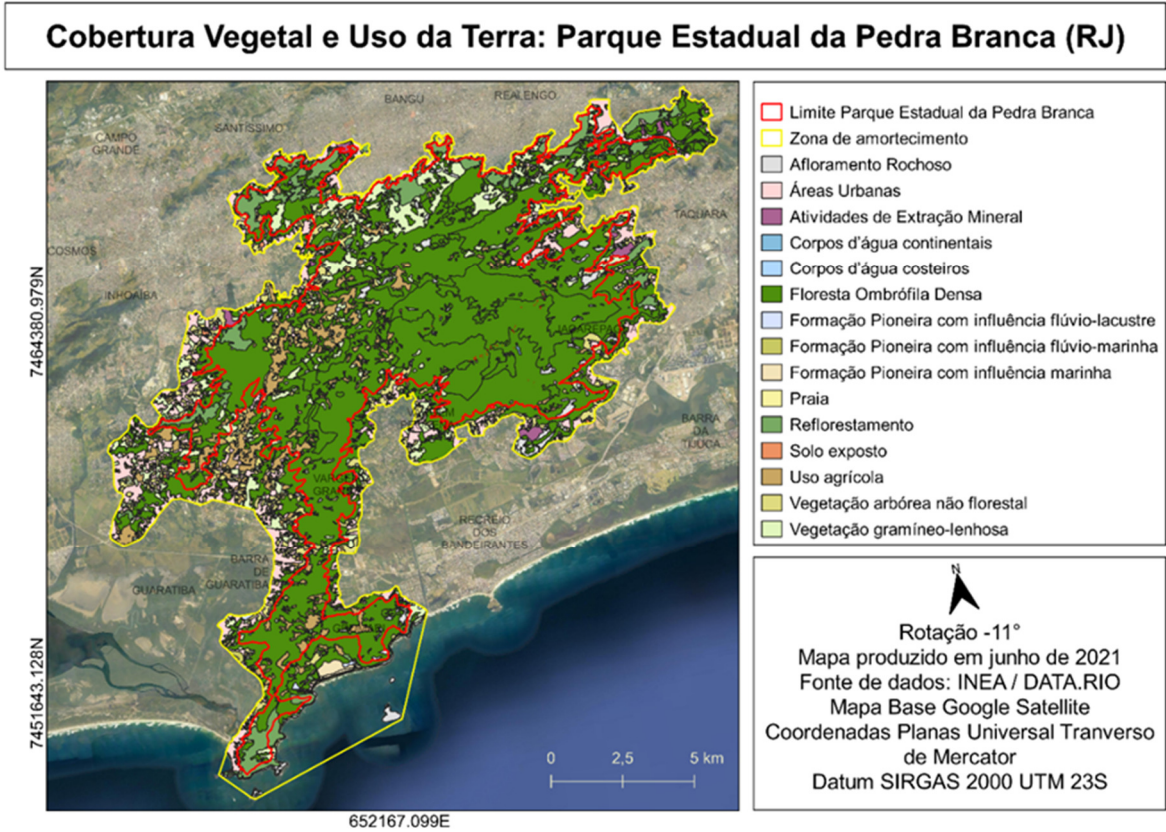 Cobertura Vegetal e Uso da Terra: Parque Estadual da Pedra Branca (RJ)
BANGU
REALENGO
CAMPO
GRANDE
SANTÍSSIMO
TAQUARA
COSMOS
INHOAÍBA
BARRA
DA
TIJUCA
VARGEM
GRANDE
RECREIO
DOS
BANDEIRANTES
BARRA
DE
GUARATIBA
GUARATIBA
7464380.979N
7451643.128N
652167.099E
0 2,5 5 km
Limite Parque Estadual da Pedra Branca
Zona de amortecimento
Afloramento Rochoso
Áreas Urbanas
Atividades de Extração Mineral
Corpos d'água continentais
Corpos d'água costeiros
Floresta Ombrófila Densa
Formação Pioneira com influência flúvio-lacustre
Formação Pioneira com influência flúvio-marinha
Formação Pioneira com influência marinha
Praia
Reflorestamento
Solo exposto
Uso agrícola
Vegetação arbórea não florestal
Vegetação gramíneo-lenhosa
N
Rotação -11°
Mapa produzido em junho de 2021
Fonte de dados: INEA / DATA.RIO
Mapa Base Google Satellite
Coordenadas Planas Universal Tranverso
de Mercator
Datum SIRGAS 2000 UTM 23S